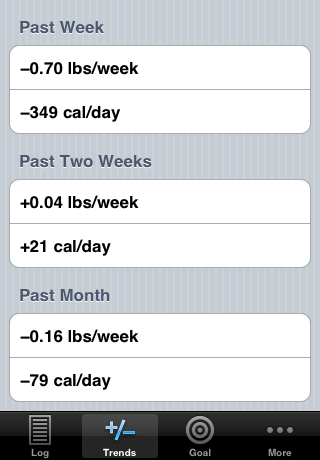 Past Week
−0.70 lbs/week
−349 cal/day
Past Two Weeks
+0.04 lbs/week
+21 cal/day
Past Month
−0.16 lbs/week
−79 cal/day
+/−
Log
Trends
Goal
More